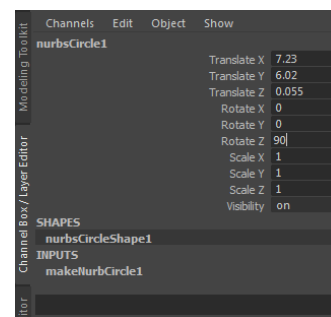 Channels Edit Object Show
nurbsCircle1
Translate X 7.23
Translate Y 6.02
Translate Z 0.055
Rotate X 0
Rotate Y 0
Rotate Z 90
Scale X 1
Scale Y 1
Scale Z 1
Visibility on
SHAPES
nurbsCircleShape1
INPUTS
makeNurbCircle1
Modeling Toolkit
Channel Box / Layer Editor
itor